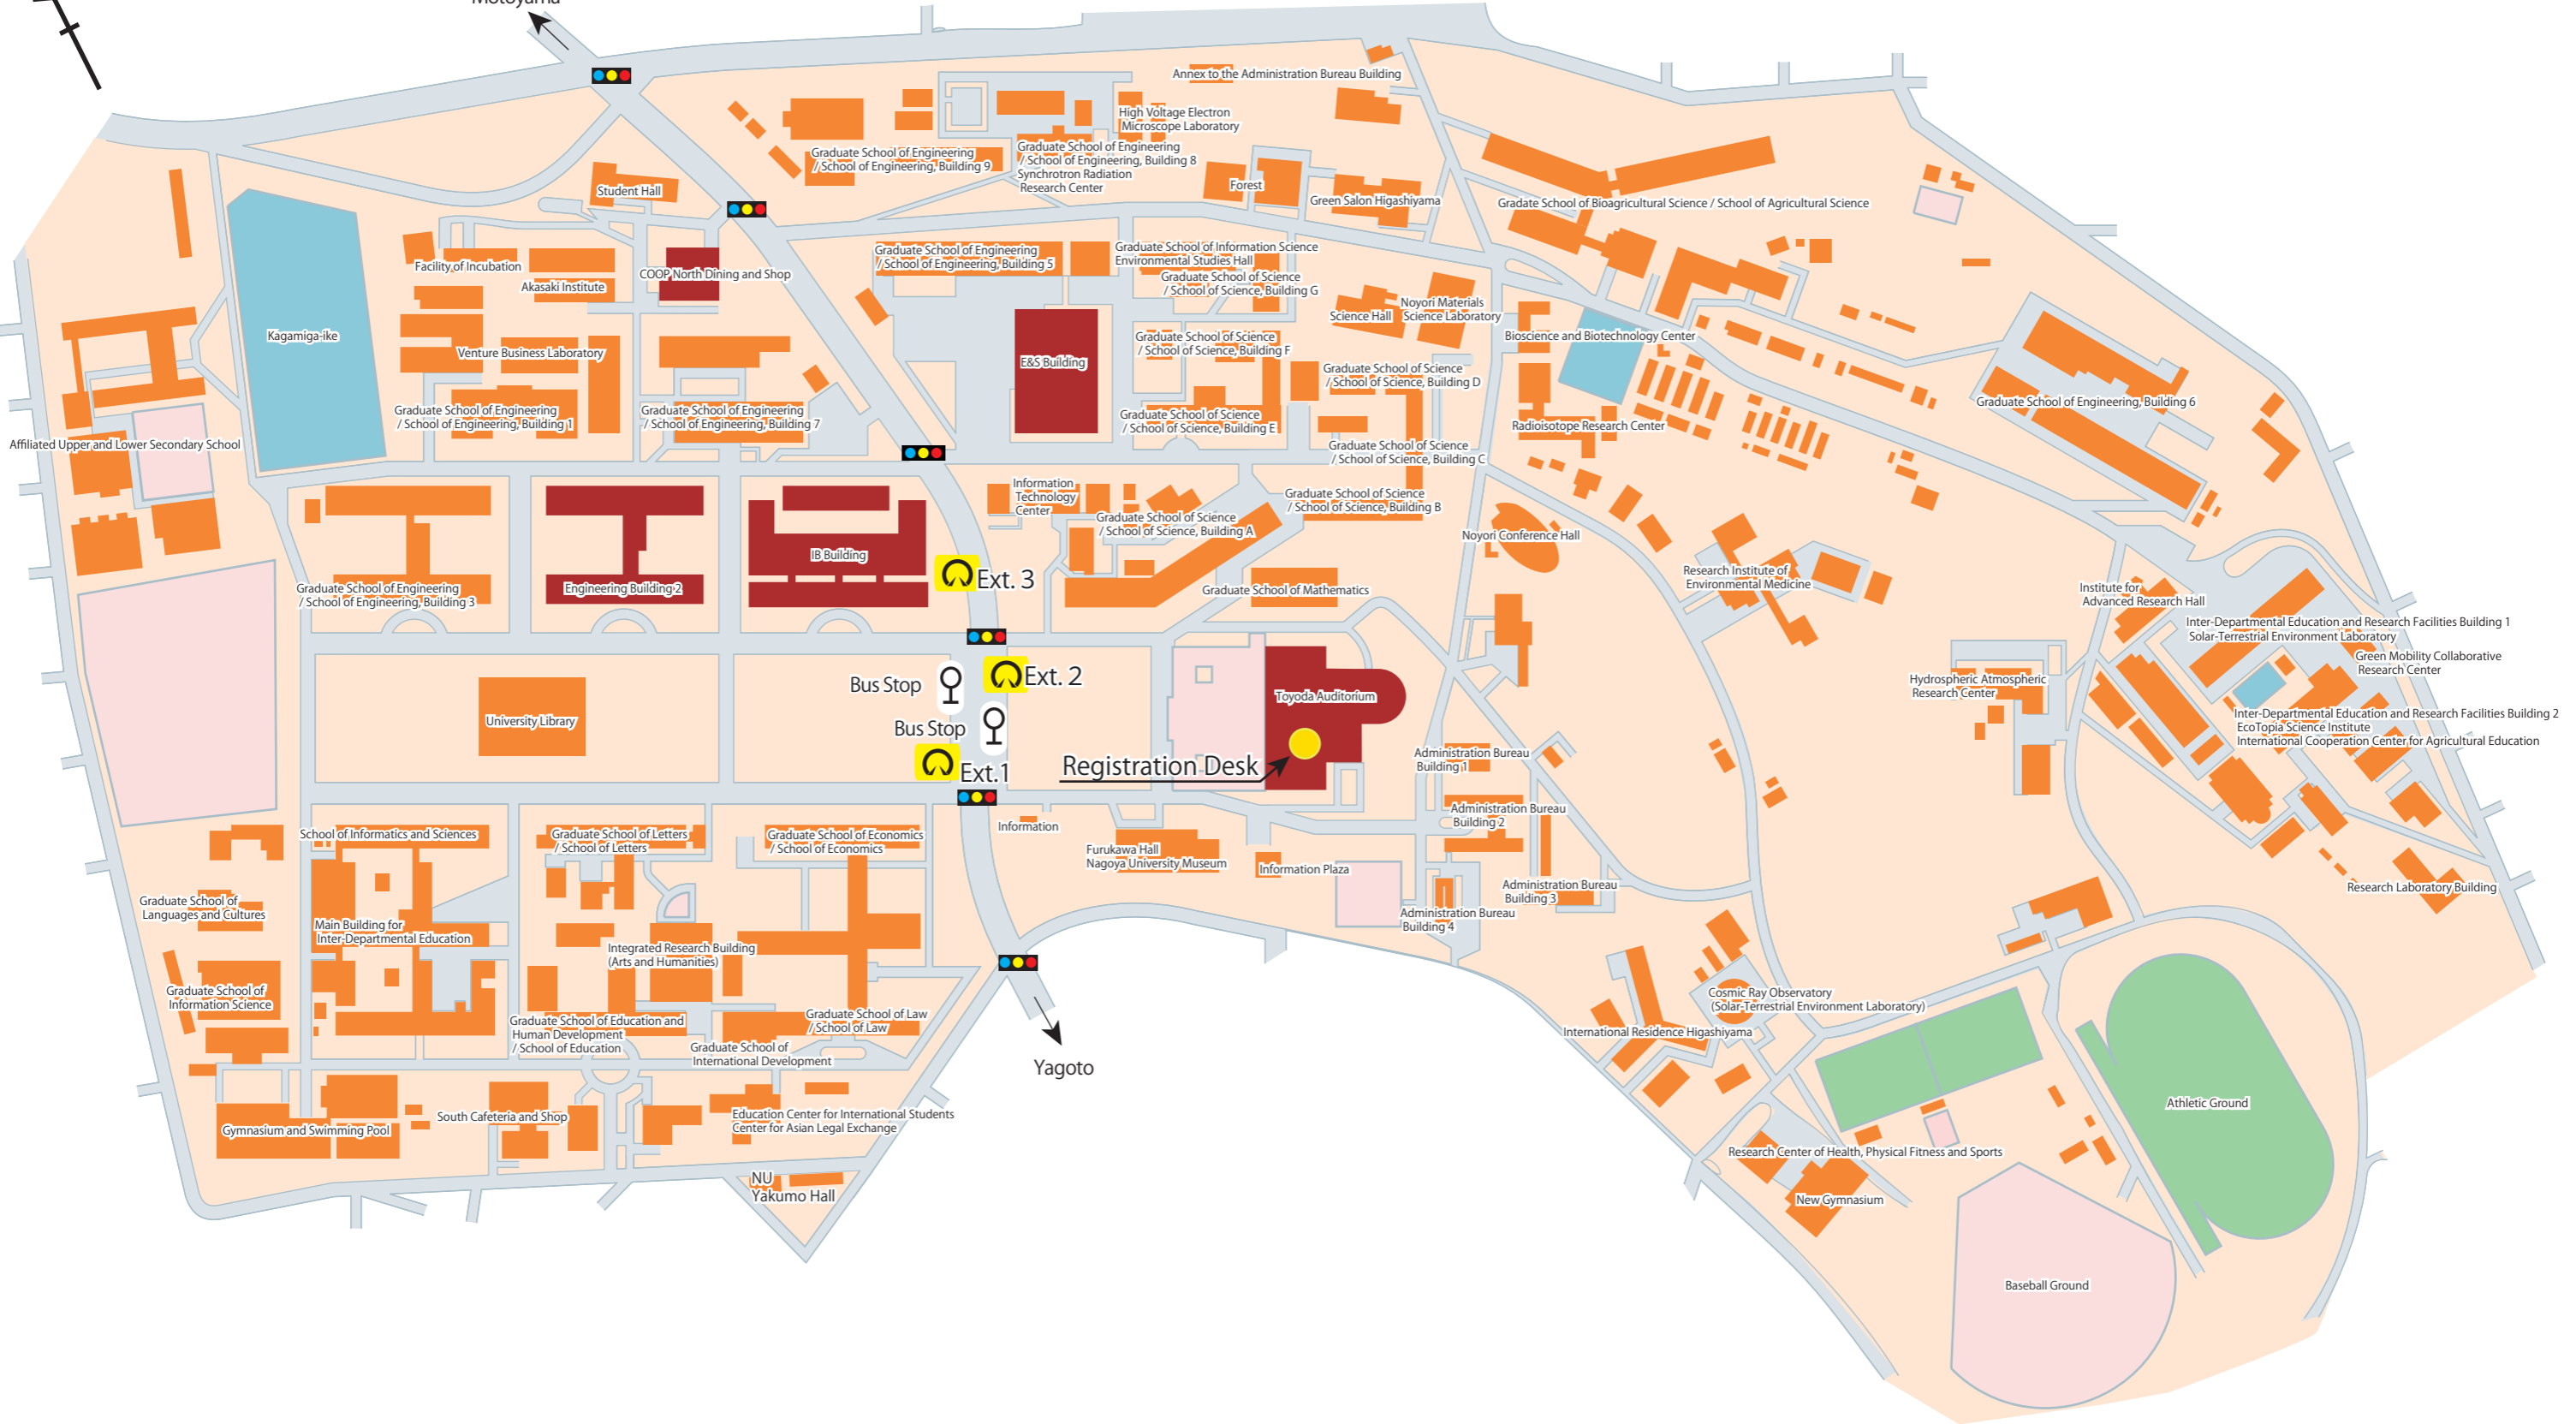 Motoyama
Annex to the Administration Bureau Building
High Voltage Electron
Microscope Laboratory
Graduate School of Engineering
/ School of Engineering, Building 9
Graduate School of Engineering
/ School of Engineering, Building 8
Synchrotron Radiation
Research Center
Student Hall
Forest
Green Salon Higashiyama
Gradate School of Bioagricultural Science / School of Agricultural Science
Facility of Incubation
Akasaki Institute
COOP North Dining and Shop
Graduate School of Engineering
/School of Engineering, Building 5
Graduate School of Information Science
Environmental Studies Hall
Graduate School of Science
/ School of Science, Building G
Science Hall
Noyori Materials
Science Laboratory
Kagamiga-ike
Venture Business Laboratory
E&S Building
Graduate School of Science
/ School of Science, Building F
Bioscience and Biotechnology Center
Graduate School of Science
/ School of Science, Building D
Graduate School of Engineering
/ School of Engineering, Building 1
Graduate School of Engineering
/ School of Engineering, Building 7
Graduate School of Science
/ School of Science, Building E
Graduate School of Engineering, Building 6
Radioisotope Research Center
Affiliated Upper and Lower Secondary School
Graduate School of Science
/ School of Science, Building C
Information
Technology
Center
Graduate School of Science
/ School of Science, Building B
Graduate School of Science
/ School of Science, Building A
Noyori Conference Hall
IB Building
Ext. 3
Research Institute of
Environmental Medicine
Graduate School of Engineering
/ School of Engineering, Building 3
Engineering Building 2
Graduate School of Mathematics
Institute for
Advanced Research Hall
Inter-Departmental Education and Research Facilities Building 1
Solar-Terrestrial Environment Laboratory
Green Mobility Collaborative
Research Center
Bus Stop
Ext. 2
Hydrospheric Atmospheric
Research Center
Toyoda Auditorium
University Library
Inter-Departmental Education and Research Facilities Building 2
EcoTopia Science Institute
International Cooperation Center for Agricultural Education
Bus Stop
Ext.1
Registration Desk
Administration Bureau
Building 1
Administration Bureau
Building 2
School of Informatics and Sciences
Graduate School of Letters
/ School of Letters
Graduate School of Economics
/ School of Economics
Information
Furukawa Hall
Nagoya University Museum
Information Plaza
Administration Bureau
Building 3
Research Laboratory Building
Graduate School of
Languages and Cultures
Administration Bureau
Building 4
Main Building for
Inter-Departmental Education
Integrated Research Building
(Arts and Humanities)
Graduate School of
Information Science
Cosmic Ray Observatory
(Solar-Terrestrial Environment Laboratory)
Graduate School of Education and
Human Development
/ School of Education
Graduate School of Law
/ School of Law
International Residence Higashiyama
Graduate School of
International Development
Yagoto
Athletic Ground
South Cafeteria and Shop
Education Center for International Students
Center for Asian Legal Exchange
Gymnasium and Swimming Pool
Research Center of Health, Physical Fitness and Sports
NU
Yakumo Hall
New Gymnasium
Baseball Ground